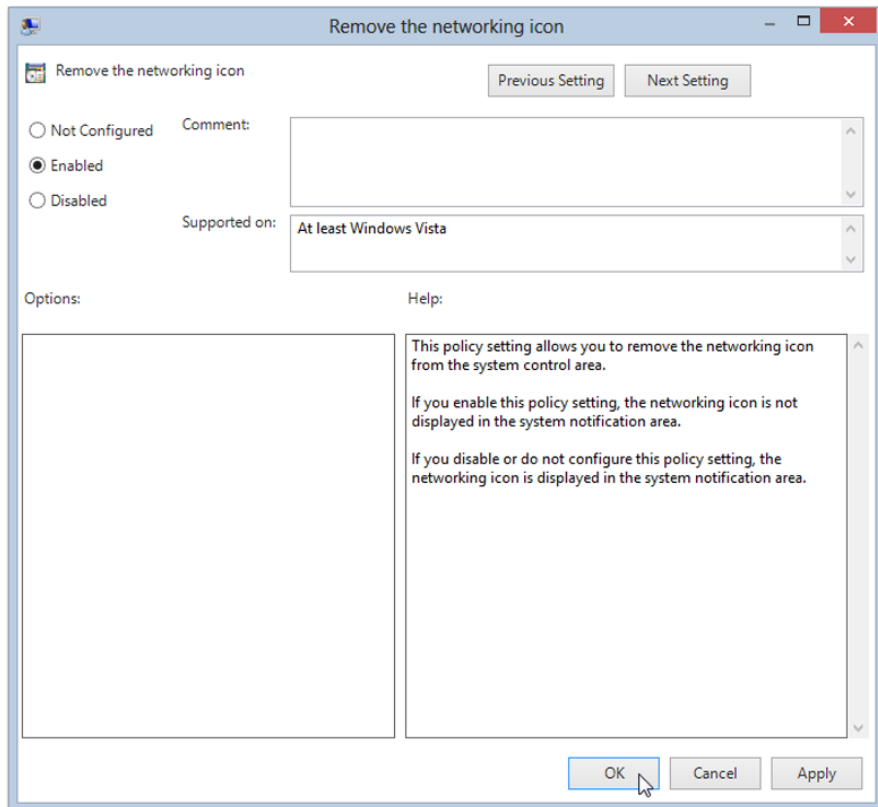 Remove the networking icon
Remove the networking icon
Previous Setting
Next Setting
Not Configured
Enabled
Disabled
Comment:
Supported on:
At least Windows Vista
Options:
Help:
This policy setting allows you to remove the networking icon
from the system control area.
If you enable this policy setting, the networking icon is not
displayed in the system notification area.
If you disable or do not configure this policy setting, the
networking icon is displayed in the system notification area.
OK
Cancel
Apply